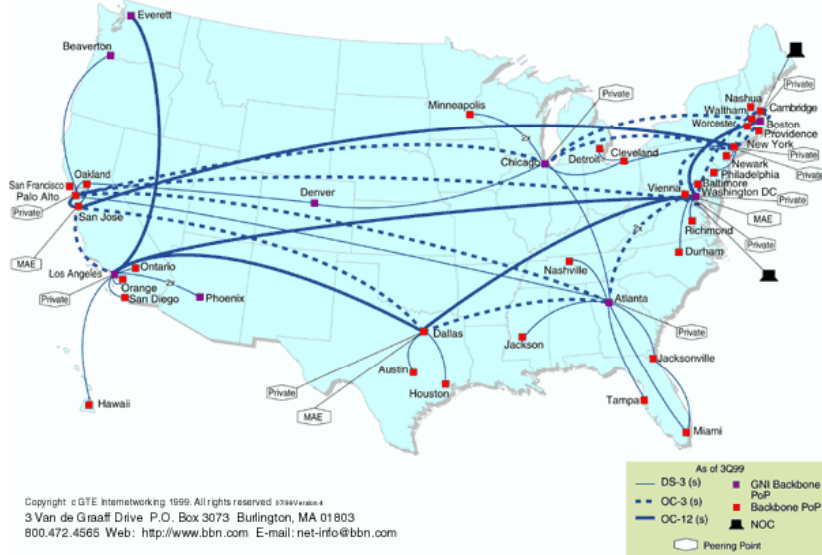 Everett
Beaverton
Nashua
Private
Minneapolis
Private
Waltham
Cambridge
Worcester
Boston
Providence
2x
New York
Chicago
Detroit
Cleveland
Private
Newark
Private
Philadelphia
Oakland
San Francisco
Denver
Vienna
Baltimore
Washington DC
Palo Alto
Private
Private
San Jose
MAE
2x
Richmond
Private
MAE
Durham
Los Angeles
Ontario
Nashville
Private
Orange
2x
San Diego
Phoenix
Atlanta
Dallas
Private
Jackson
Jacksonville
Austin
Private
Houston
Hawaii
Tampa
MAE
Miami
As of 3Q99
DS-3 (s)
GNI Backbone
PoP
OC-3 (s)
Backbone PoP
OC-12 (s)
NOC
Peering Point
Copyright c GTE Internetworking 1999. All rights reserved 07/99 Version 4
3 Van de Graaff Drive P.O. Box 3073 Burlington, MA 01803
800.472.4565 Web: http://www.bbn.com E-mail: net-info@bbn.com